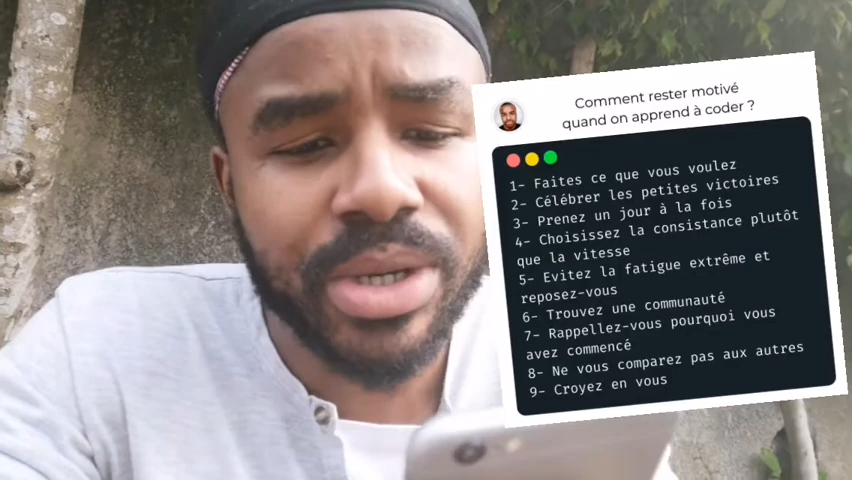 Comment rester motivé
quand on apprend à coder ?
1- Faites ce que vous voulez
2- Célébrer les petites victoires
3- Prenez un jour à la fois
4- Choisissez la consistance plutôt
que la vitesse
5- Evitez la fatigue extrême et
reposez-vous
6- Trouvez une communauté
7- Rappellez-vous pourquoi vous
avez commencé
8- Ne vous comparez pas aux autres
9- Croyez en vous